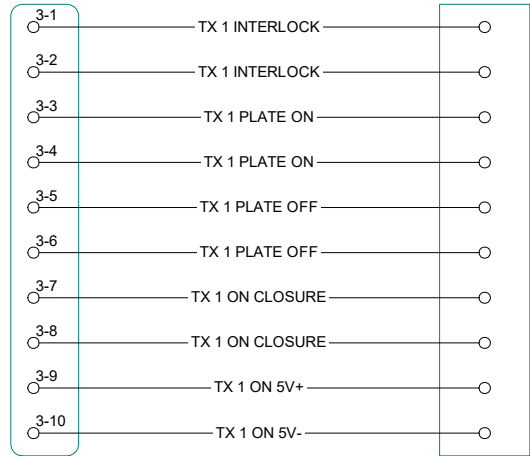 3-1 TX 1 INTERLOCK
3-2 TX 1 INTERLOCK
3-3 TX 1 PLATE ON
3-4 TX 1 PLATE ON
3-5 TX 1 PLATE OFF
3-6 TX 1 PLATE OFF
3-7 TX 1 ON CLOSURE
3-8 TX 1 ON CLOSURE
3-9 TX 1 ON 5V+
3-10 TX 1 ON 5V-